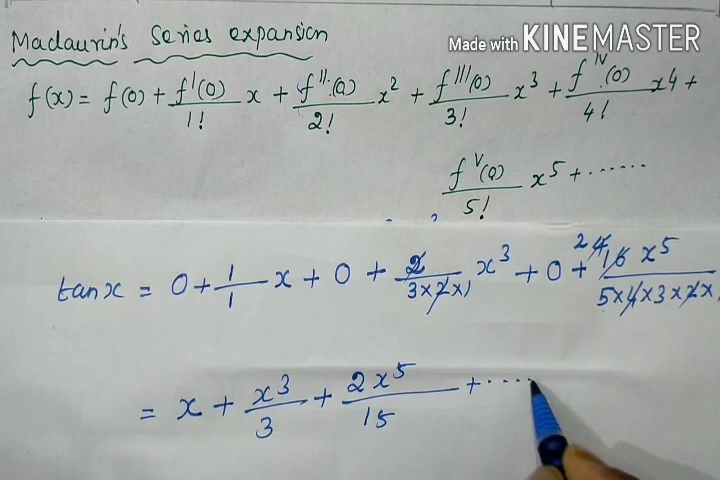 Made with KINEMASTER
Maclaurin's Series expansion
f(x) = f(0) + f'(0)/1! x + f''(0)/2! x² + f'''(0)/3! x³ + f^IV(0)/4! x⁴ +
f^V(0)/5! x⁵ + ......
tan x = 0 + 1/1 x + 0 + 2/(3×2×1) x³ + 0 + 2 4 16 x⁵/(5×4×3×2×
= x + x³/3 + 2x⁵/15 + ....